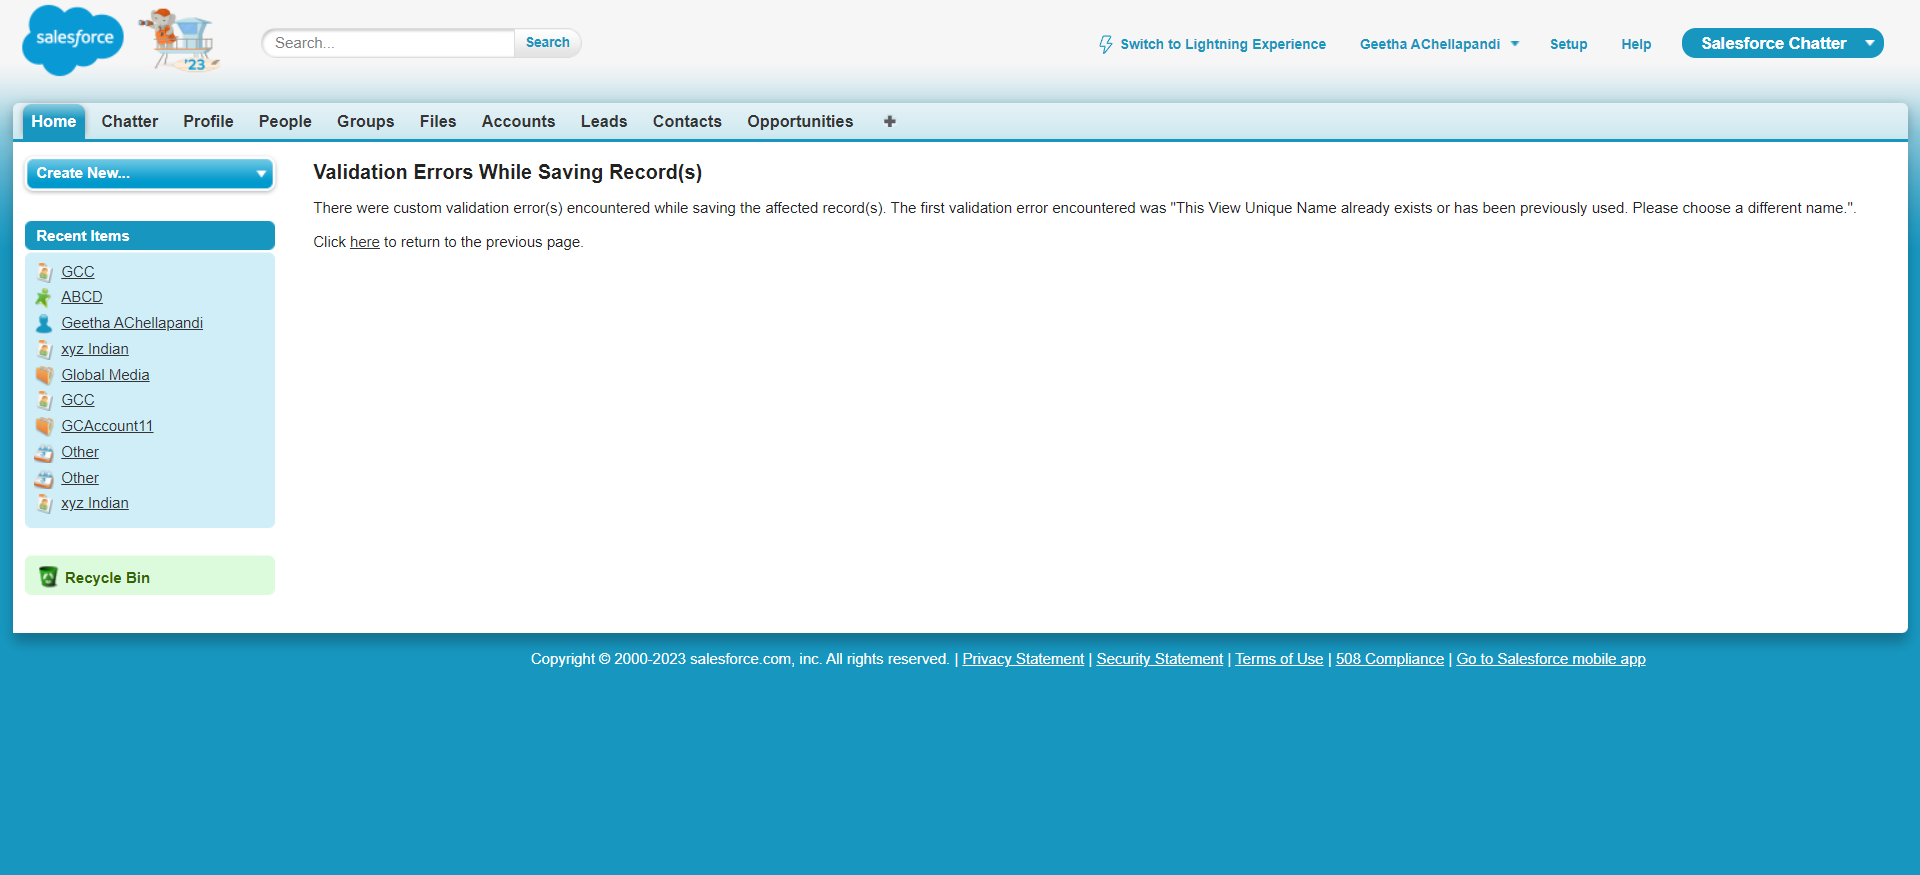 salesforce
'23
Search...
Search
Switch to Lightning Experience
Geetha AChellapandi
Setup
Help
Salesforce Chatter
Home
Chatter
Profile
People
Groups
Files
Accounts
Leads
Contacts
Opportunities
Create New...
Recent Items
GCC
ABCD
Geetha AChellapandi
xyz Indian
Global Media
GCC
GCAccount11
Other
Other
xyz Indian
Recycle Bin
Validation Errors While Saving Record(s)
There were custom validation error(s) encountered while saving the affected record(s). The first validation error encountered was "This View Unique Name already exists or has been previously used. Please choose a different name.".
Click here to return to the previous page.
Copyright © 2000-2023 salesforce.com, inc. All rights reserved. | Privacy Statement | Security Statement | Terms of Use | 508 Compliance | Go to Salesforce mobile app